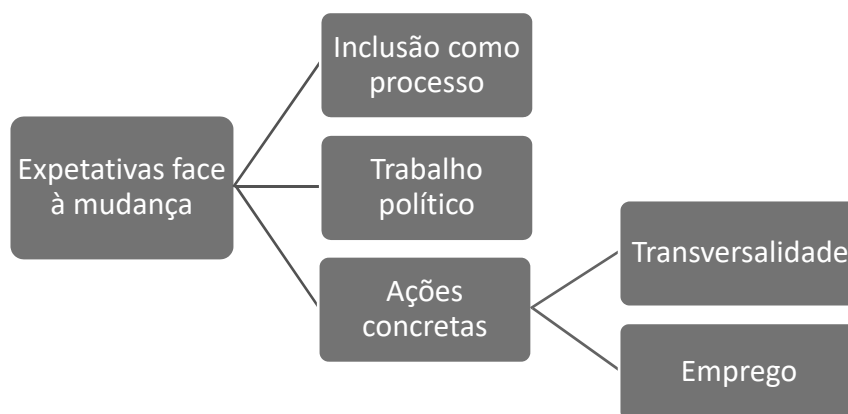 Inclusão como
processo
Expetativas face
à mudança
Trabalho
político
Ações
concretas
Transversalidade
Emprego